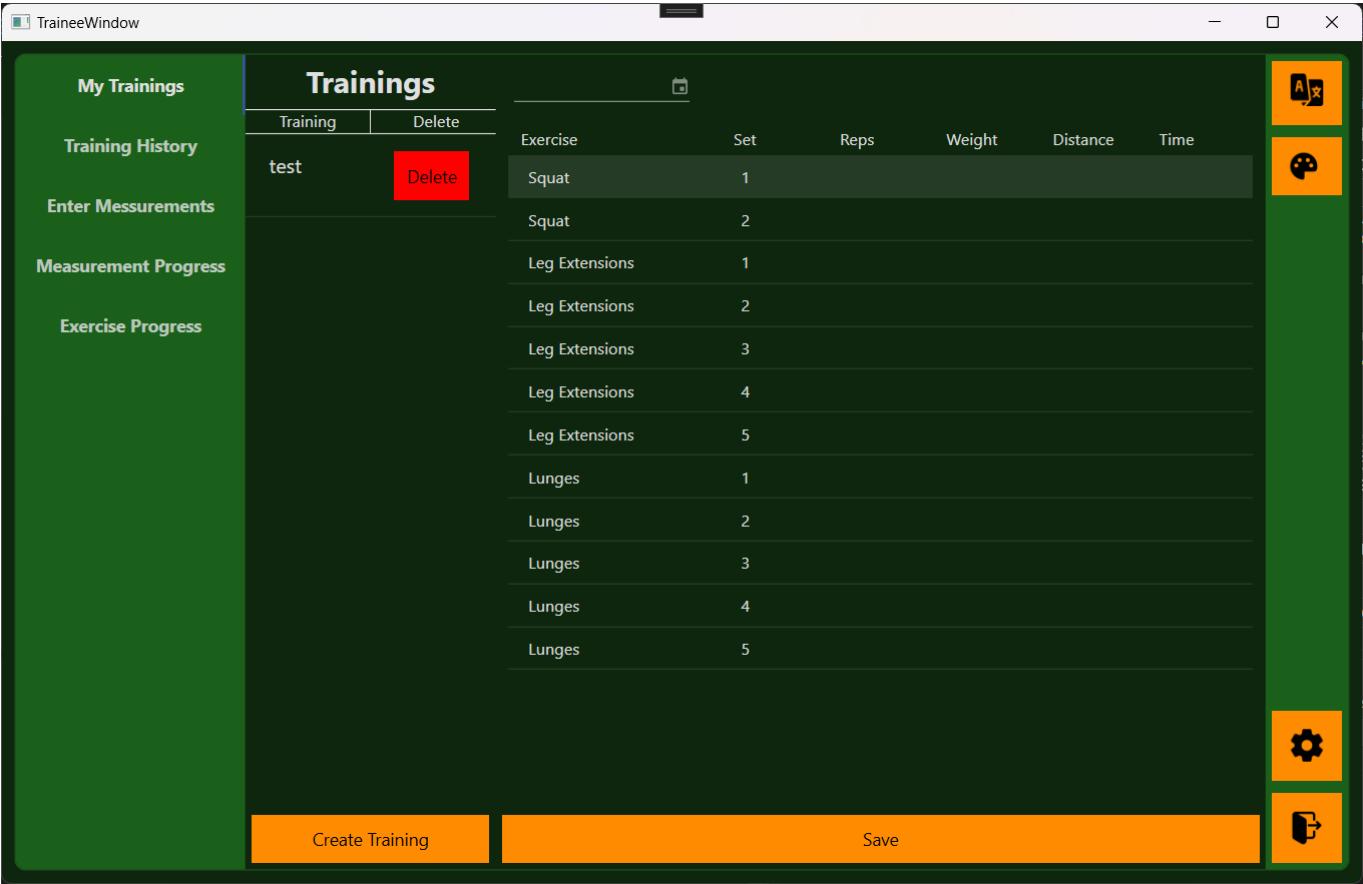 TraineeWindow
My Trainings
Training History
Enter Messurements
Measurement Progress
Exercise Progress
Trainings
Training Delete
test Delete
Exercise Set Reps Weight Distance Time
Squat 1
Squat 2
Leg Extensions 1
Leg Extensions 2
Leg Extensions 3
Leg Extensions 4
Leg Extensions 5
Lunges 1
Lunges 2
Lunges 3
Lunges 4
Lunges 5
Create Training
Save
A 文